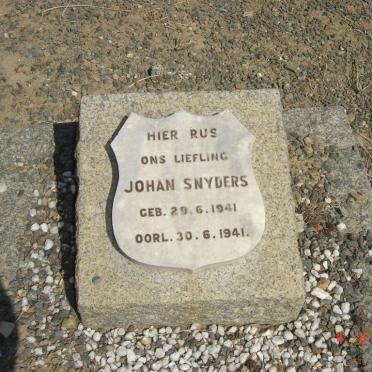 HIER RUS
ONS LIEFLING
JOHAN SNYDERS
GEB. 29.6.1941
OORL. 30.6.1941.